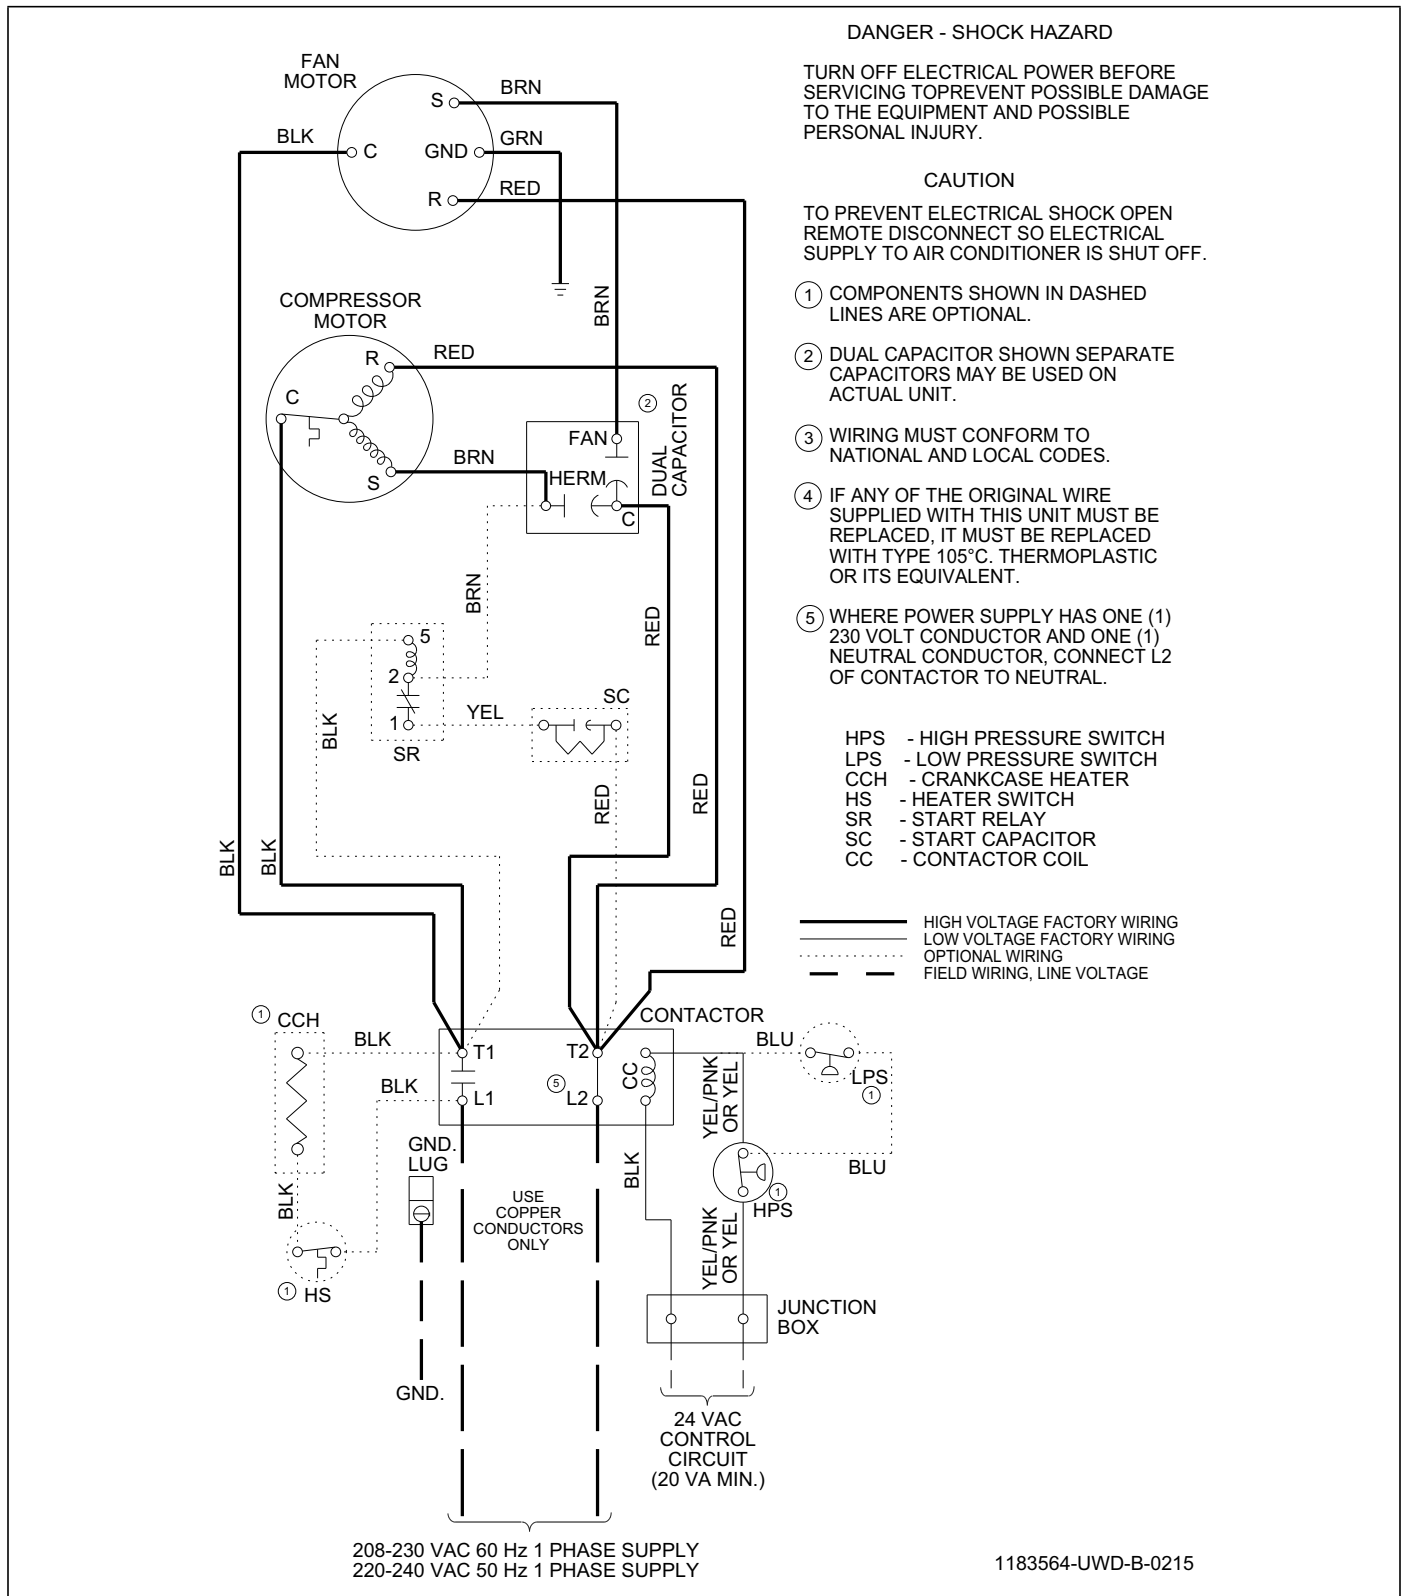 DANGER - SHOCK HAZARD
TURN OFF ELECTRICAL POWER BEFORE
SERVICING TOPREVENT POSSIBLE DAMAGE
TO THE EQUIPMENT AND POSSIBLE
PERSONAL INJURY.
CAUTION
TO PREVENT ELECTRICAL SHOCK OPEN
REMOTE DISCONNECT SO ELECTRICAL
SUPPLY TO AIR CONDITIONER IS SHUT OFF.
1 COMPONENTS SHOWN IN DASHED
LINES ARE OPTIONAL.
2 DUAL CAPACITOR SHOWN SEPARATE
CAPACITORS MAY BE USED ON
ACTUAL UNIT.
3 WIRING MUST CONFORM TO
NATIONAL AND LOCAL CODES.
4 IF ANY OF THE ORIGINAL WIRE
SUPPLIED WITH THIS UNIT MUST BE
REPLACED, IT MUST BE REPLACED
WITH TYPE 105°C. THERMOPLASTIC
OR ITS EQUIVALENT.
5 WHERE POWER SUPPLY HAS ONE (1)
230 VOLT CONDUCTOR AND ONE (1)
NEUTRAL CONDUCTOR, CONNECT L2
OF CONTACTOR TO NEUTRAL.
HPS - HIGH PRESSURE SWITCH
LPS - LOW PRESSURE SWITCH
CCH - CRANKCASE HEATER
HS - HEATER SWITCH
SR - START RELAY
SC - START CAPACITOR
CC - CONTACTOR COIL
HIGH VOLTAGE FACTORY WIRING
LOW VOLTAGE FACTORY WIRING
OPTIONAL WIRING
FIELD WIRING, LINE VOLTAGE
FAN
MOTOR
S
BRN
BLK
C
GND
GRN
R
RED
BRN
COMPRESSOR
MOTOR
R
RED
C
S
BRN
2
FAN
HERM
C
DUAL
CAPACITOR
BRN
RED
5
2
1
SR
BLK
YEL
SC
RED
RED
BLK
BLK
RED
CONTACTOR
1 CCH
BLK
T1
T2
CC
BLU
LPS
1
BLK
L1
5
L2
YEL/PNK
OR YEL
BLU
GND.
LUG
BLK
BLK
USE
COPPER
CONDUCTORS
ONLY
1
HPS
YEL/PNK
OR YEL
1 HS
JUNCTION
BOX
GND.
24 VAC
CONTROL
CIRCUIT
(20 VA MIN.)
208-230 VAC 60 Hz 1 PHASE SUPPLY
220-240 VAC 50 Hz 1 PHASE SUPPLY
1183564-UWD-B-0215